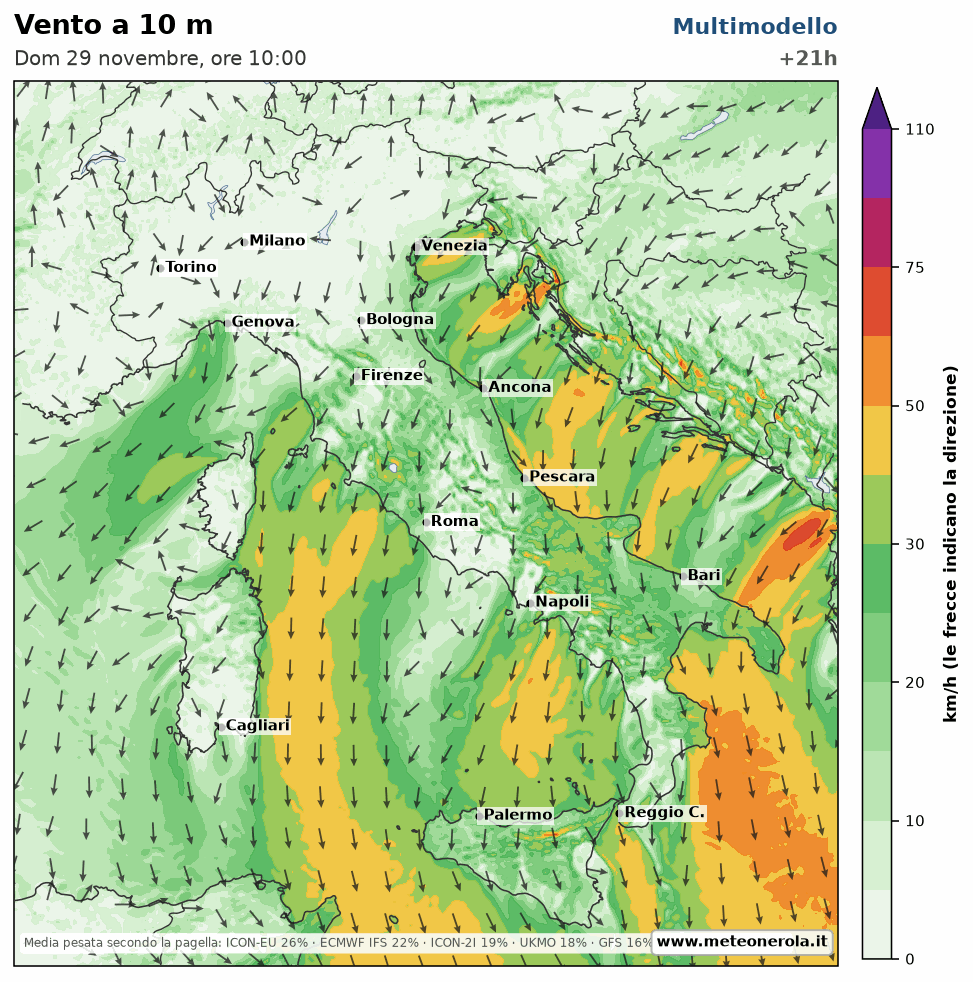 Vento a 10 m
Multimodello
Dom 29 novembre, ore 10:00
+21h
110
Venezia
Milano
Torino
75
Genova
Bologna
Firenze
Ancona
50
Pescara
Roma
30
Bari
Napoli
20
Cagliari
Palermo
Reggio C.
10
km/h (le frecce indicano la direzione)
Media pesata secondo la pagella: ICON-EU 26% · ECMWF IFS 22% · ICON-2I 19% · UKMO 18% · GFS 16%
www.meteonerola.it
0